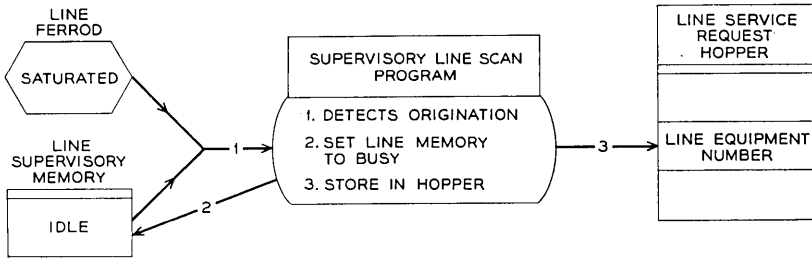 LINE
FERROD
SATURATED
LINE
SUPERVISORY
MEMORY
IDLE
1
2
SUPERVISORY LINE SCAN
PROGRAM
1. DETECTS ORIGINATION
2. SET LINE MEMORY
TO BUSY
3. STORE IN HOPPER
3
LINE SERVICE
REQUEST
HOPPER
LINE EQUIPMENT
NUMBER